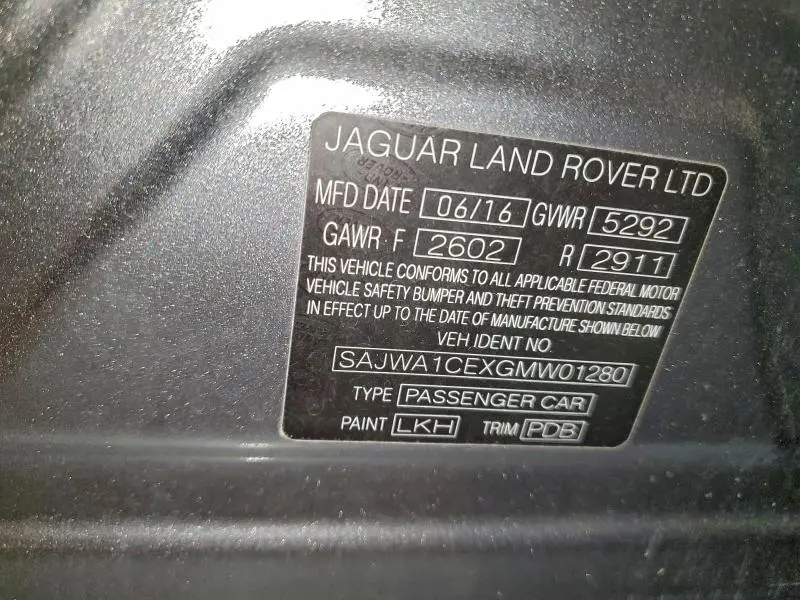 JAGUAR LAND ROVER LTD
MFD DATE 06/16 GVWR 5292
GAWR F 2602 R 2911
THIS VEHICLE CONFORMS TO ALL APPLICABLE FEDERAL MOTOR
VEHICLE SAFETY BUMPER AND THEFT PREVENTION STANDARDS
IN EFFECT UP TO THE DATE OF MANUFACTURE SHOWN BELOW
VEH IDENT NO.
SAJWA1CEXGMW01280
TYPE PASSENGER CAR
PAINT LKH TRIM PDB